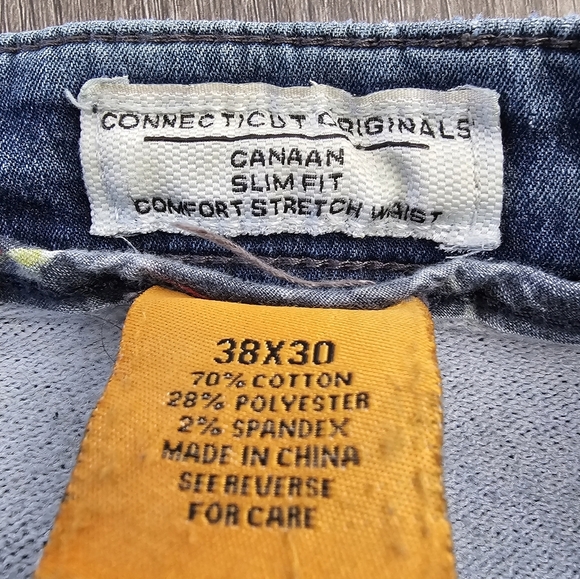 CONNECTICUT ORIGINALS
CANAAN
SLIM FIT
COMFORT STRETCH WAIST
38X30
70% COTTON
28% POLYESTER
2% SPANDEX
MADE IN CHINA
SEE REVERSE
FOR CARE